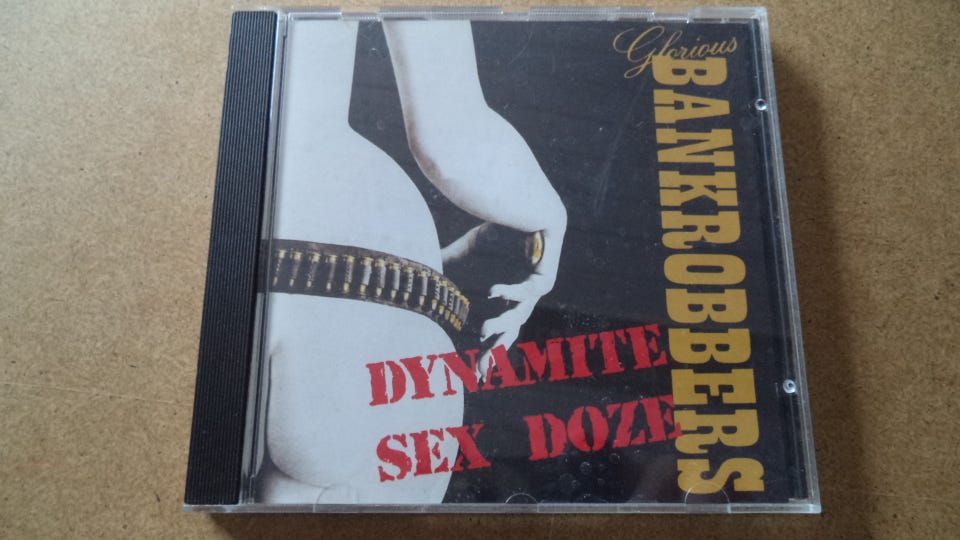 Glorious
BANKROBBERS
DYNAMITE
SEX DOZE